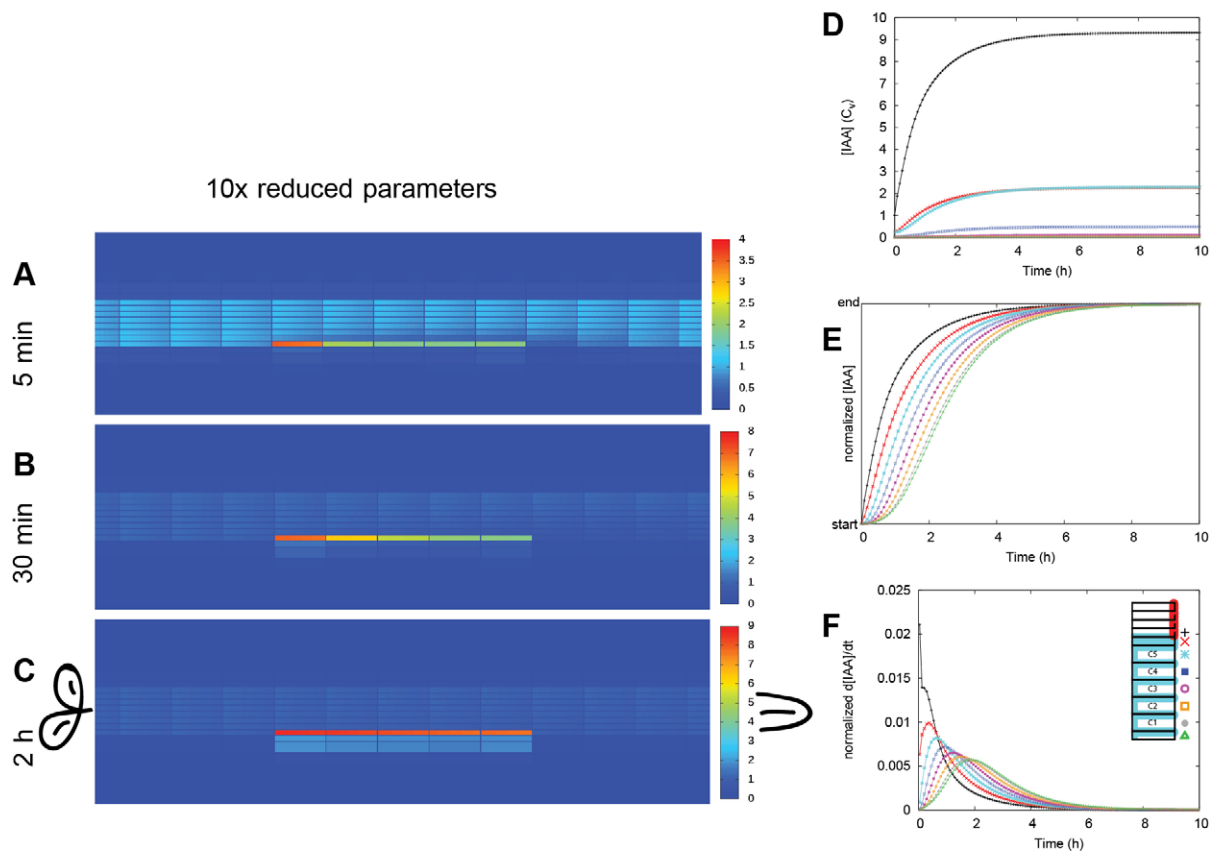 10x reduced parameters
A
5 min
4
3.5
3
2.5
2
1.5
1
0.5
0
B
30 min
8
7
6
5
4
3
2
1
0
C
2 h
9
8
7
6
5
4
3
2
1
0
D
[IAA] (Cv)
10
9
8
7
6
5
4
3
2
1
0
0 2 4 6 8 10
Time (h)
E
normalized [IAA]
end
start
0 2 4 6 8 10
Time (h)
F
normalized d[IAA]/dt
0.025
0.02
0.015
0.01
0.005
0
0 2 4 6 8 10
Time (h)
C5
C4
C3
C2
C1